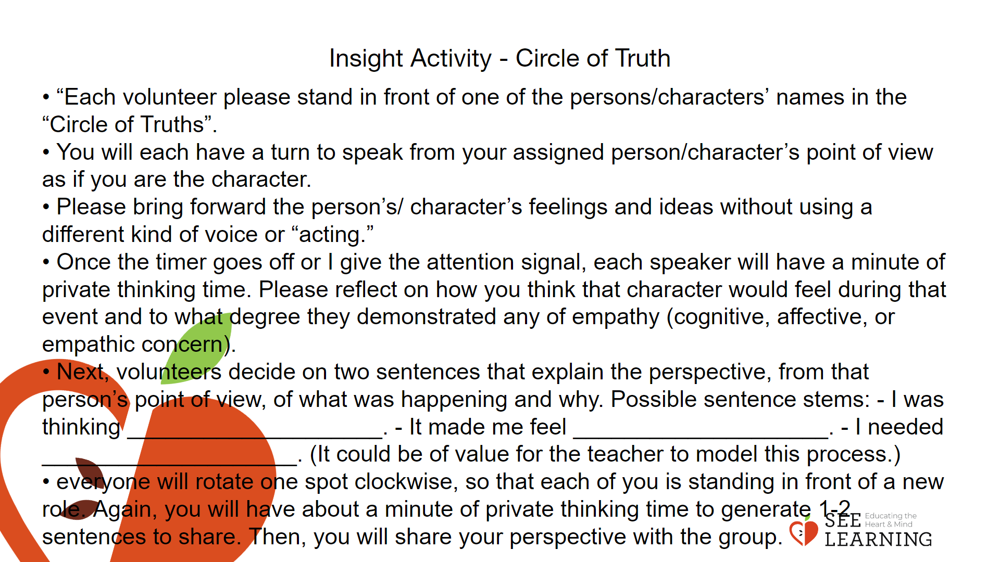 Insight Activity - Circle of Truth
• “Each volunteer please stand in front of one of the persons/characters’ names in the
“Circle of Truths”.
• You will each have a turn to speak from your assigned person/character’s point of view
as if you are the character.
• Please bring forward the person’s/ character’s feelings and ideas without using a
different kind of voice or “acting.”
• Once the timer goes off or I give the attention signal, each speaker will have a minute of
private thinking time. Please reflect on how you think that character would feel during that
event and to what degree they demonstrated any of empathy (cognitive, affective, or
empathic concern).
• Next, volunteers decide on two sentences that explain the perspective, from that
person’s point of view, of what was happening and why. Possible sentence stems: - I was
thinking ____________________. - It made me feel ____________________. - I needed
____________________. (It could be of value for the teacher to model this process.)
• everyone will rotate one spot clockwise, so that each of you is standing in front of a new
role. Again, you will have about a minute of private thinking time to generate 1-2
sentences to share. Then, you will share your perspective with the group.
SEE LEARNING
Educating the
Heart & Mind